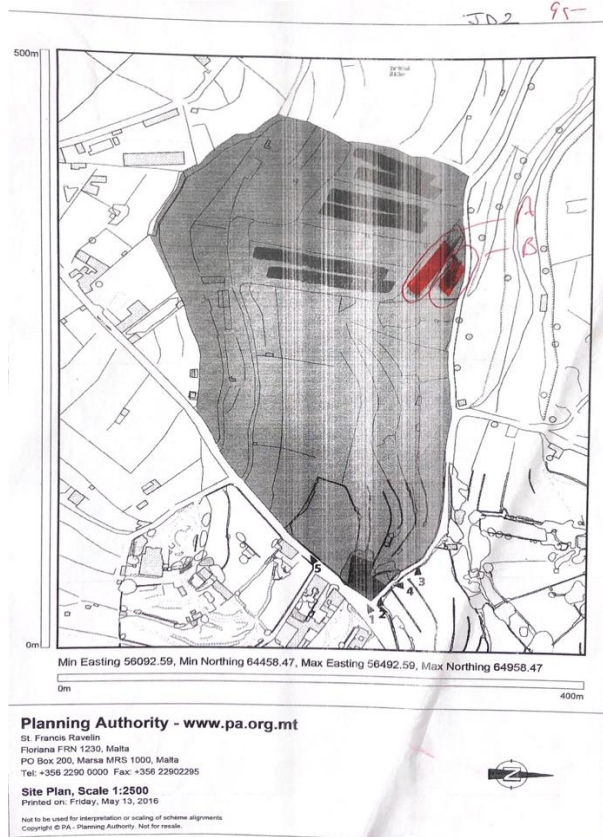 JD2
500m
A
B
5
3
4
2
1
0m
Min Easting 56092.59, Min Northing 64458.47, Max Easting 56492.59, Max Northing 64958.47
0m
400m
Planning Authority - www.pa.org.mt
St. Francis Ravelin
Floriana FRN 1230, Malta
PO Box 200, Marsa MRS 1000, Malta
Tel: +356 2290 0000 Fax: +356 22902295
Site Plan, Scale 1:2500
Printed on: Friday, May 13, 2016
N
Not to be used for interpretation or scaling of scheme alignments
Copyright © PA - Planning Authority. Not for resale.